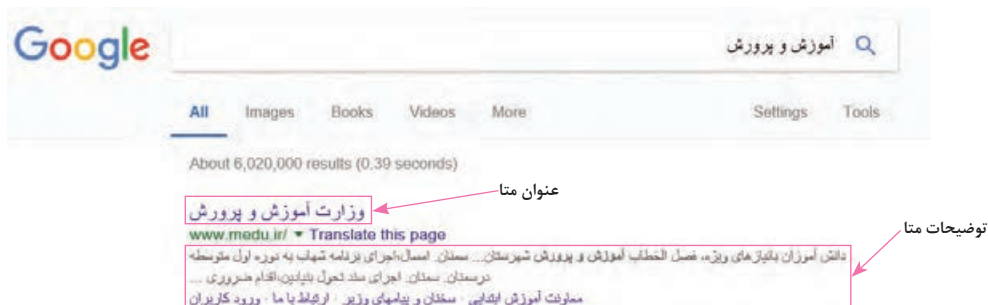 Google
آموزش و پرورش
All Images Books Videos More Settings Tools
About 6,020,000 results (0.39 seconds)
عنوان متا
وزارت آموزش و پرورش
www.medu.ir/ Translate this page
توضیحات متا
دانش آموزان بانیازهای ویژه، فصل الخطاب آموزش و پرورش شهرستان... سمنان. امسال،اجرای برنامه شهاب به دوره اول متوسطه
درسمنان. سمنان. اجرای سند تحول بنیادین،اقدام ضروری ...
معاونت آموزش ابتدایی · سخنان و پیامهای وزیر · ارتباط با ما · ورود کاربران